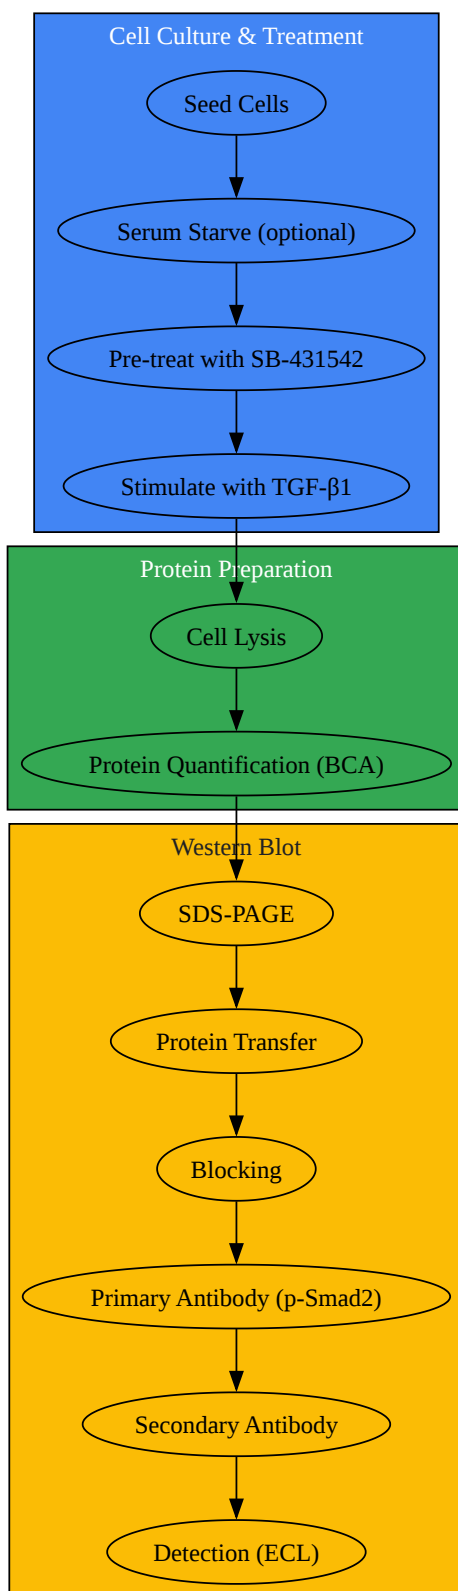 Cell Culture & Treatment
Seed Cells
Serum Starve (optional)
Pre-treat with SB-431542
Stimulate with TGF-β1
Protein Preparation
Cell Lysis
Protein Quantification (BCA)
Western Blot
SDS-PAGE
Protein Transfer
Blocking
Primary Antibody (p-Smad2)
Secondary Antibody
Detection (ECL)